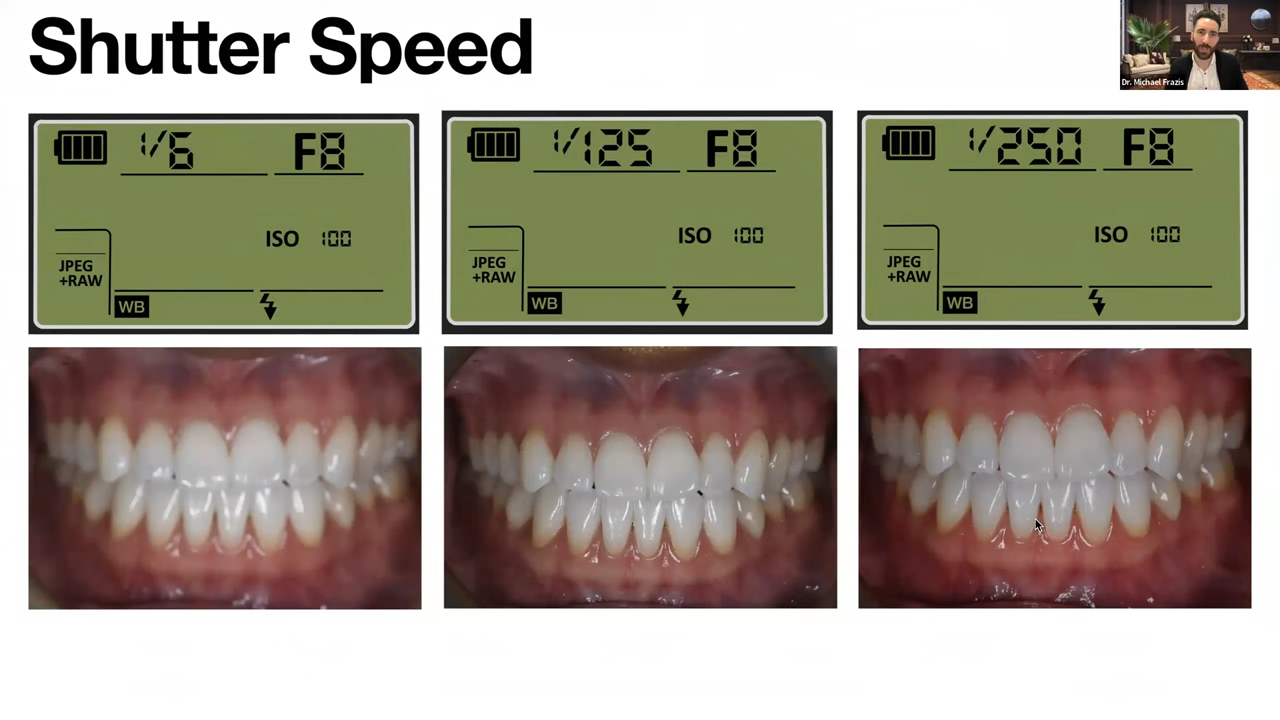 Shutter Speed
Dr. Michael Frazis
1/6 F8
ISO 100
JPEG
+RAW
WB
1/125 F8
ISO 100
JPEG
+RAW
WB
1/250 F8
ISO 100
JPEG
+RAW
WB